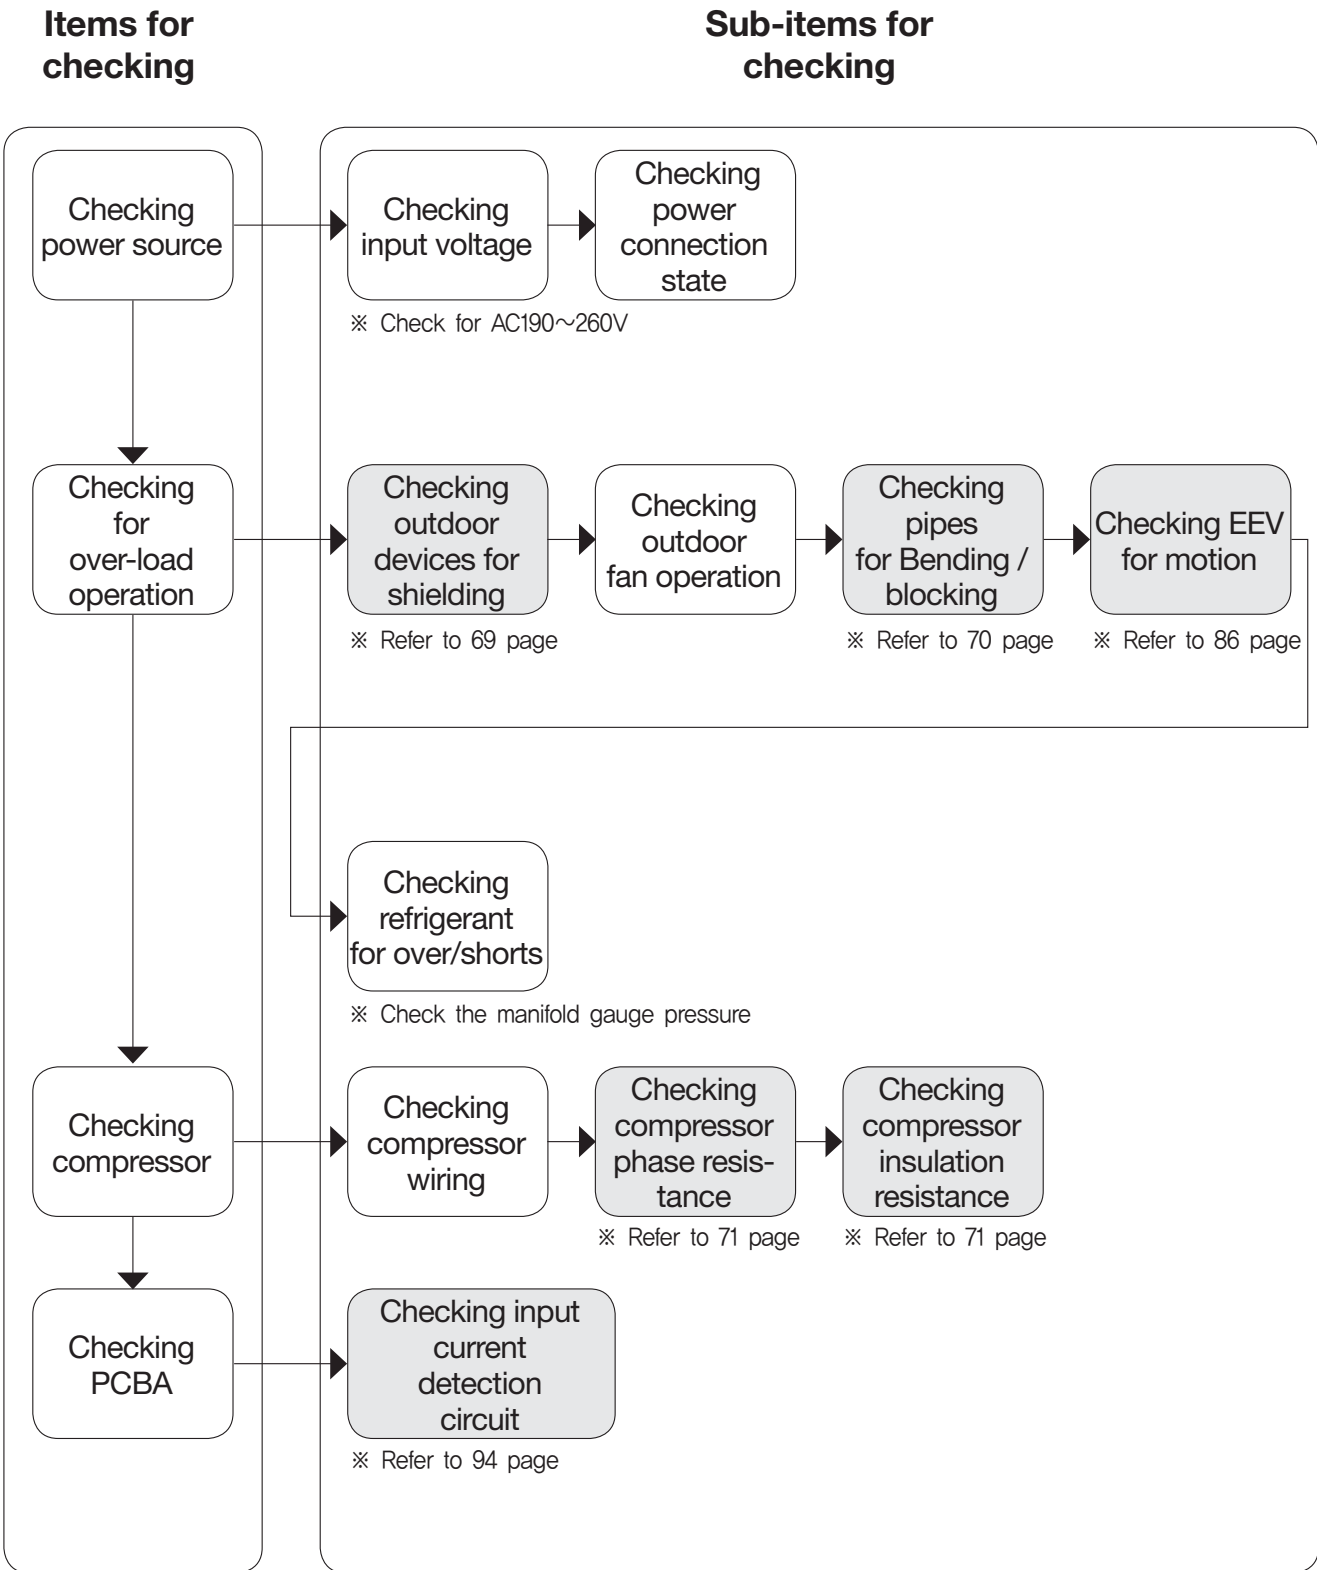 Items for
checking
Sub-items for
checking
Checking
power source
Checking
input voltage
※ Check for AC190～260V
Checking
power
connection
state
Checking
for
over-load
operation
Checking
outdoor
devices for
shielding
※ Refer to 69 page
Checking
outdoor
fan operation
Checking
pipes
for Bending /
blocking
※ Refer to 70 page
Checking EEV
for motion
※ Refer to 86 page
Checking
refrigerant
for over/shorts
※ Check the manifold gauge pressure
Checking
compressor
Checking
compressor
wiring
Checking
compressor
phase resis-
tance
※ Refer to 71 page
Checking
compressor
insulation
resistance
※ Refer to 71 page
Checking
PCBA
Checking input
current
detection
circuit
※ Refer to 94 page